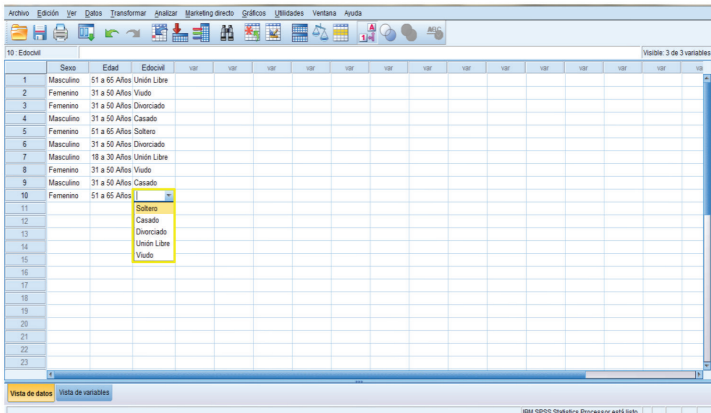 Archivo Edición Ver Datos Transformar Analizar Marketing directo Gráficos Utilidades Ventana Ayuda
10 : Edocivil Visible: 3 de 3 variables
Sexo Edad Edocivil var var var var var var var var var var var va
1 Masculino 51 a 65 Años Unión Libre
2 Femenino 31 a 50 Años Viudo
3 Femenino 31 a 50 Años Divorciado
4 Masculino 31 a 50 Años Casado
5 Femenino 51 a 65 Años Soltero
6 Masculino 31 a 50 Años Divorciado
7 Masculino 18 a 30 Años Unión Libre
8 Femenino 31 a 50 Años Viudo
9 Masculino 31 a 50 Años Casado
10 Femenino 51 a 65 Años
11 Soltero
12 Casado
13 Divorciado
14 Unión Libre
15 Viudo
16
17
18
19
20
21
22
23
Vista de datos Vista de variables
IBM SPSS Statistics Processor está listo